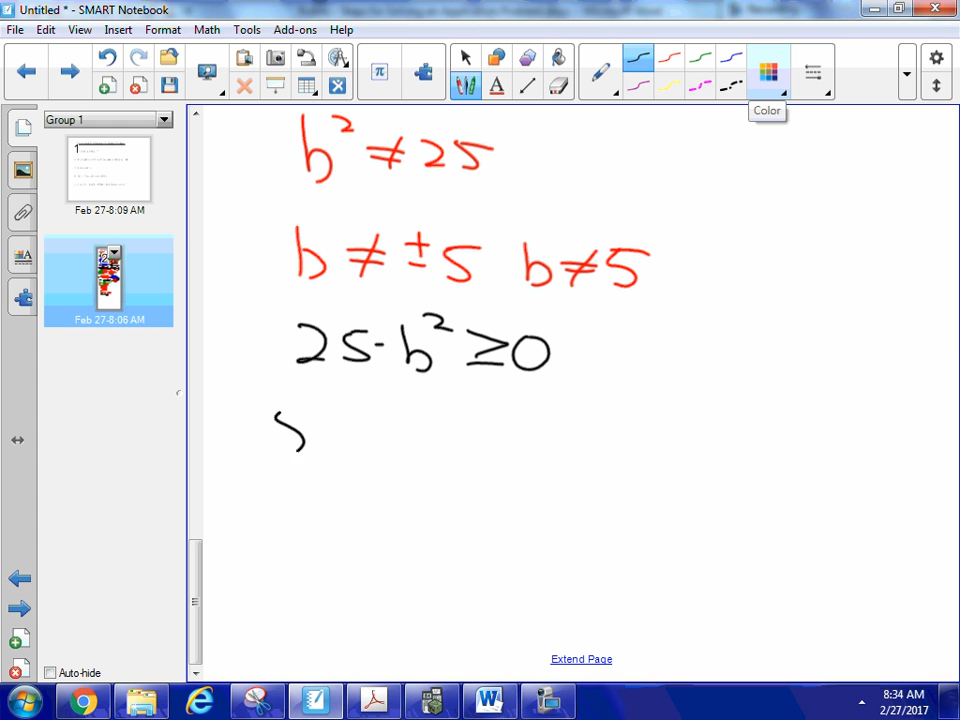 Untitled * - SMART Notebook
File Edit View Insert Format Math Tools Add-ons Help
Color
Group 1
1
Feb 27-8:09 AM
Feb 27-8:06 AM
b² ≠ 25
b ≠ ±5 b ≠ 5
25 - b² ≥ 0
Extend Page
Auto-hide
8:34 AM
2/27/2017